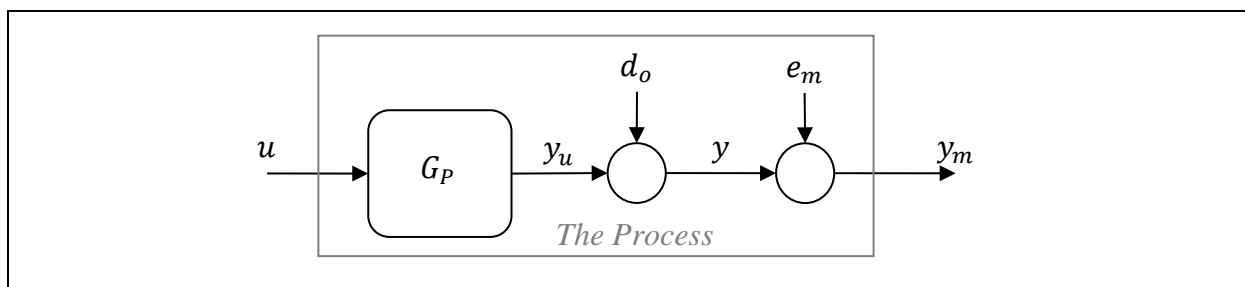 d_o e_m
u G_P y_u y y_m
The Process